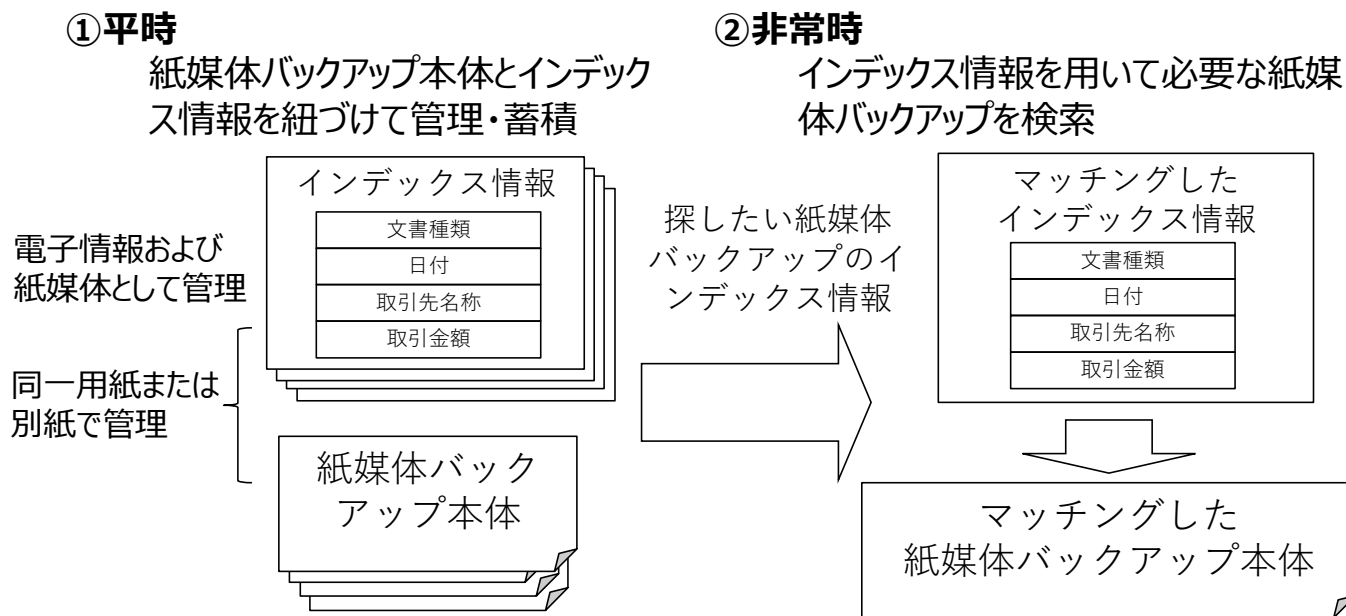 ①平時
紙媒体バックアップ本体とインデック
ス情報を紐づけて管理・蓄積
インデックス情報
文書種類
日付
取引先名称
取引金額
電子情報および
紙媒体として管理
同一用紙または
別紙で管理
紙媒体バック
アップ本体
探したい紙媒体
バックアップのイ
ンデックス情報
②非常時
インデックス情報を用いて必要な紙媒
体バックアップを検索
マッチングした
インデックス情報
文書種類
日付
取引先名称
取引金額
マッチングした
紙媒体バックアップ本体